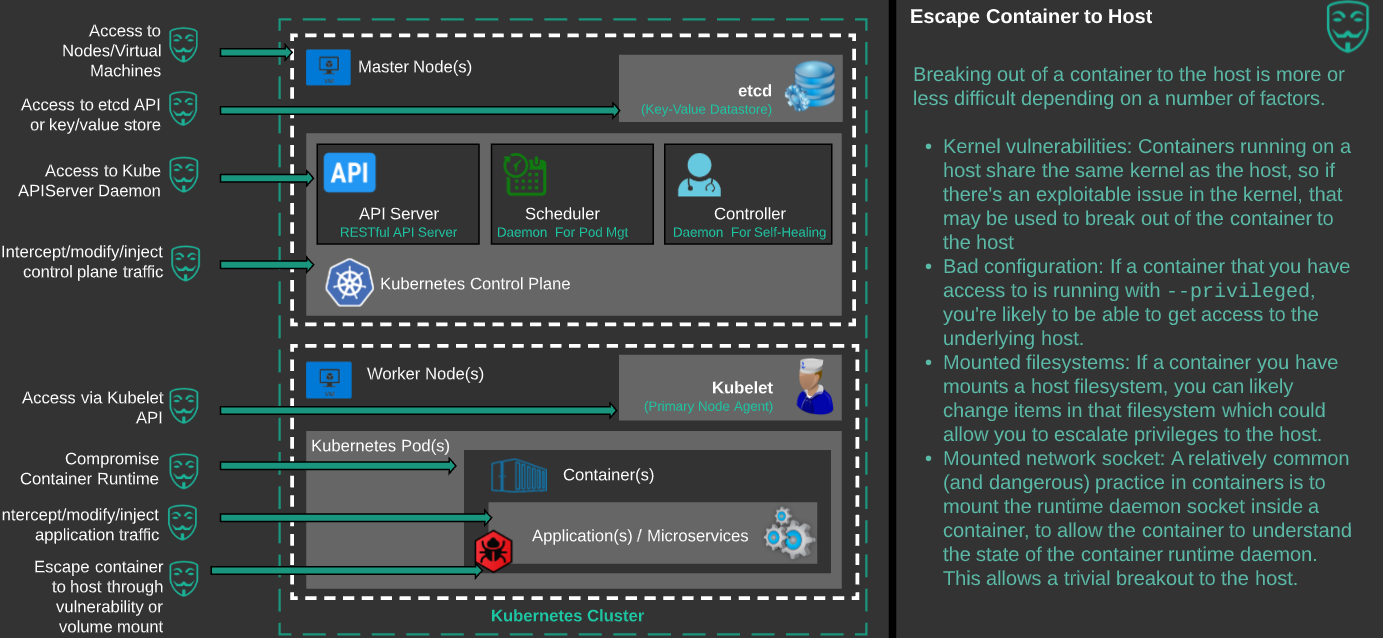 Access to
Nodes/Virtual
Machines
Access to etcd API
or key/value store
Access to Kube
APIServer Daemon
Intercept/modify/inject
control plane traffic
Access via Kubelet
API
Compromise
Container Runtime
ntercept/modify/inject
application traffic
Escape container
to host through
vulnerability or
volume mount
Master Node(s)
etcd
(Key-Value Datastore)
API
API Server
RESTful API Server
Scheduler
Daemon For Pod Mgt
Controller
Daemon For Self-Healing
Kubernetes Control Plane
Worker Node(s)
Kubelet
(Primary Node Agent)
Kubernetes Pod(s)
Container(s)
Application(s) / Microservices
Kubernetes Cluster
Escape Container to Host
Breaking out of a container to the host is more or
less difficult depending on a number of factors.
• Kernel vulnerabilities: Containers running on a
host share the same kernel as the host, so if
there's an exploitable issue in the kernel, that
may be used to break out of the container to
the host
• Bad configuration: If a container that you have
access to is running with --privileged,
you're likely to be able to get access to the
underlying host.
• Mounted filesystems: If a container you have
mounts a host filesystem, you can likely
change items in that filesystem which could
allow you to escalate privileges to the host.
• Mounted network socket: A relatively common
(and dangerous) practice in containers is to
mount the runtime daemon socket inside a
container, to allow the container to understand
the state of the container runtime daemon.
This allows a trivial breakout to the host.